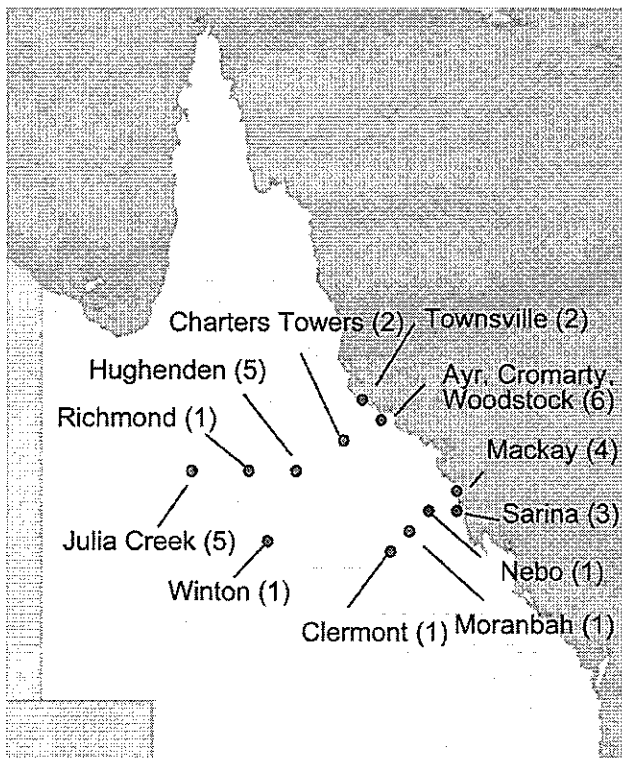 Charters Towers (2)
Townsville (2)
Hughenden (5)
Ayr, Cromarty,
Woodstock (6)
Richmond (1)
Mackay (4)
Julia Creek (5)
Sarina (3)
Winton (1)
Nebo (1)
Clermont (1)
Moranbah (1)